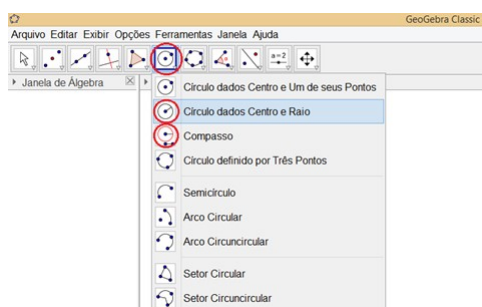 GeoGebra Classic
Arquivo Editar Exibir Opções Ferramentas Janela Ajuda
a=2
Janela de Álgebra
Círculo dados Centro e Um de seus Pontos
Círculo dados Centro e Raio
Compasso
Círculo definido por Três Pontos
Semicírculo
Arco Circular
Arco Circuncircular
Setor Circular
Setor Circuncircular